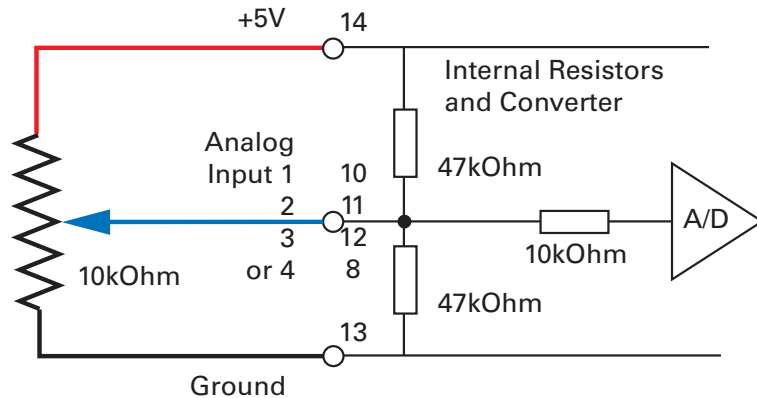 +5V
14
Internal Resistors
and Converter
Analog
Input 1
10
47kOhm
2
11
A/D
3
12
10kOhm
or 4
8
10kOhm
47kOhm
13
Ground